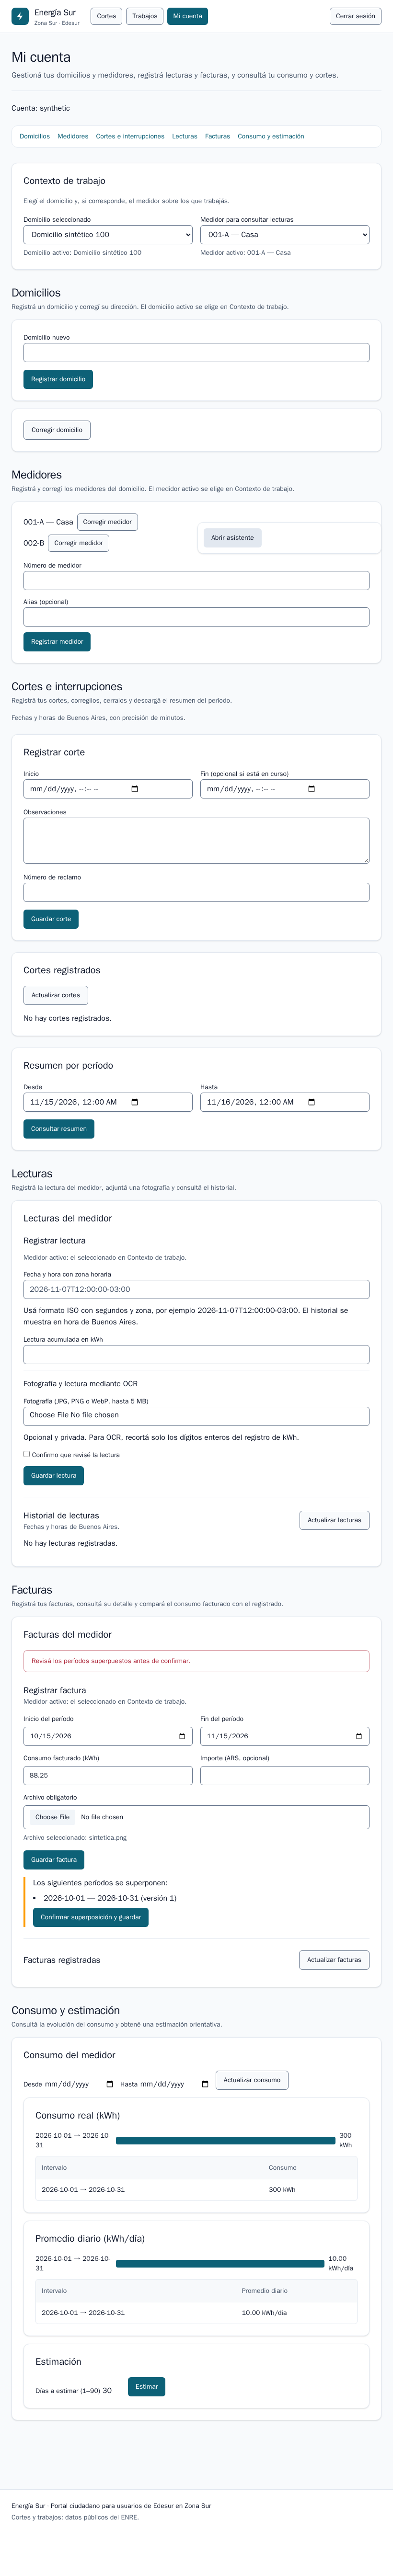 Energía Sur
Zona Sur · Edesur
Cortes
Trabajos
Mi cuenta
Cerrar sesión
Mi cuenta
Gestioná tus domicilios y medidores, registrá lecturas y facturas, y consultá tu consumo y cortes.
Cuenta: synthetic
Domicilios
Medidores
Cortes e interrupciones
Lecturas
Facturas
Consumo y estimación
Contexto de trabajo
Elegí el domicilio y, si corresponde, el medidor sobre los que trabajás.
Domicilio seleccionado
Medidor para consultar lecturas
Domicilio sintético 100
001-A — Casa
Domicilio activo: Domicilio sintético 100
Medidor activo: 001-A — Casa
Domicilios
Registrá un domicilio y corregí su dirección. El domicilio activo se elige en Contexto de trabajo.
Domicilio nuevo
Registrar domicilio
Corregir domicilio
Medidores
Registrá y corregí los medidores del domicilio. El medidor activo se elige en Contexto de trabajo.
001-A — Casa
Corregir medidor
002-B
Corregir medidor
Abrir asistente
Número de medidor
Alias (opcional)
Registrar medidor
Cortes e interrupciones
Registrá tus cortes, corregilos, cerralos y descargá el resumen del período.
Fechas y horas de Buenos Aires, con precisión de minutos.
Registrar corte
Inicio
Fin (opcional si está en curso)
mm/dd/yyyy, --:-- --
mm/dd/yyyy, --:-- --
Observaciones
Número de reclamo
Guardar corte
Cortes registrados
Actualizar cortes
No hay cortes registrados.
Resumen por período
Desde
Hasta
11/15/2026, 12:00 AM
11/16/2026, 12:00 AM
Consultar resumen
Lecturas
Registrá la lectura del medidor, adjuntá una fotografía y consultá el historial.
Lecturas del medidor
Registrar lectura
Medidor activo: el seleccionado en Contexto de trabajo.
Fecha y hora con zona horaria
2026-11-07T12:00:00-03:00
Usá formato ISO con segundos y zona, por ejemplo 2026-11-07T12:00:00-03:00. El historial se
muestra en hora de Buenos Aires.
Lectura acumulada en kWh
Fotografía y lectura mediante OCR
Fotografía (JPG, PNG o WebP, hasta 5 MB)
Choose File No file chosen
Opcional y privada. Para OCR, recortá solo los dígitos enteros del registro de kWh.
Confirmo que revisé la lectura
Guardar lectura
Historial de lecturas
Fechas y horas de Buenos Aires.
Actualizar lecturas
No hay lecturas registradas.
Facturas
Registrá tus facturas, consultá su detalle y compará el consumo facturado con el registrado.
Facturas del medidor
Revisá los períodos superpuestos antes de confirmar.
Registrar factura
Medidor activo: el seleccionado en Contexto de trabajo.
Inicio del período
Fin del período
10/15/2026
11/15/2026
Consumo facturado (kWh)
Importe (ARS, opcional)
88.25
Archivo obligatorio
Choose File No file chosen
Archivo seleccionado: sintetica.png
Guardar factura
Los siguientes períodos se superponen:
• 2026-10-01 — 2026-10-31 (versión 1)
Confirmar superposición y guardar
Facturas registradas
Actualizar facturas
Consumo y estimación
Consultá la evolución del consumo y obtené una estimación orientativa.
Consumo del medidor
Desde mm/dd/yyyy
Hasta mm/dd/yyyy
Actualizar consumo
Consumo real (kWh)
2026-10-01 → 2026-10-
31
300
kWh
Intervalo
Consumo
2026-10-01 → 2026-10-31
300 kWh
Promedio diario (kWh/día)
2026-10-01 → 2026-10-
31
10.00
kWh/día
Intervalo
Promedio diario
2026-10-01 → 2026-10-31
10.00 kWh/día
Estimación
Días a estimar (1–90) 30
Estimar
Energía Sur · Portal ciudadano para usuarios de Edesur en Zona Sur
Cortes y trabajos: datos públicos del ENRE.